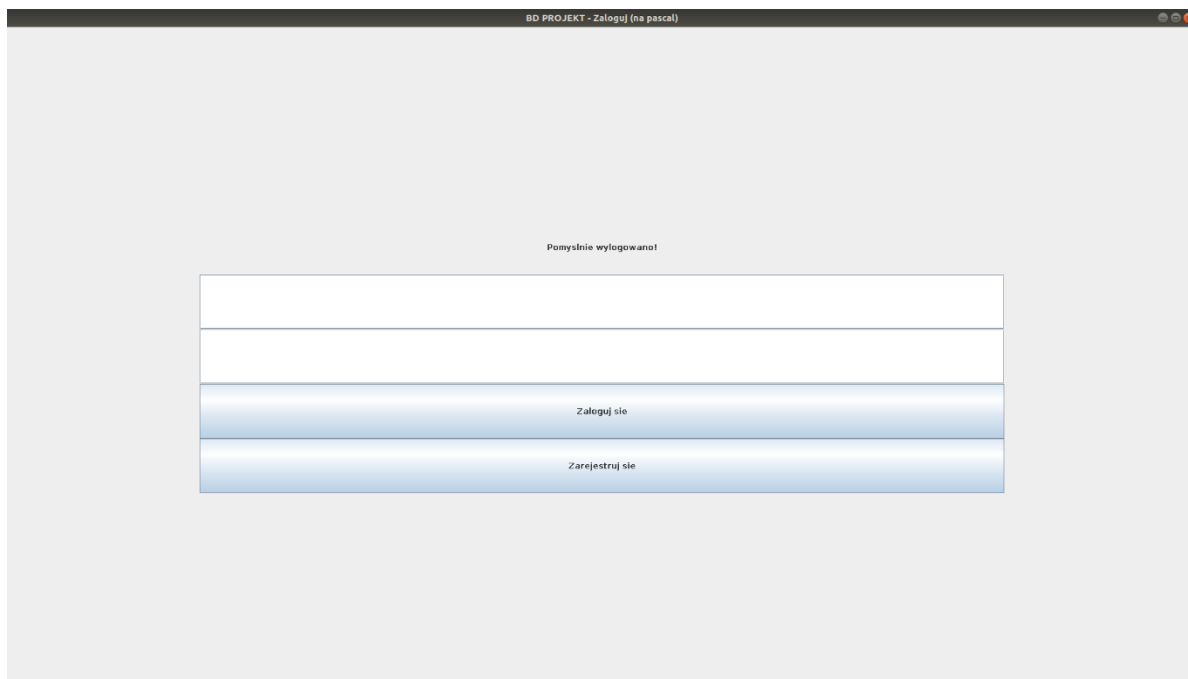 BD PROJEKT - Zaloguj (na pascal)
Pomyslnie wylogowano!
Zaloguj sie
Zarejestruj sie